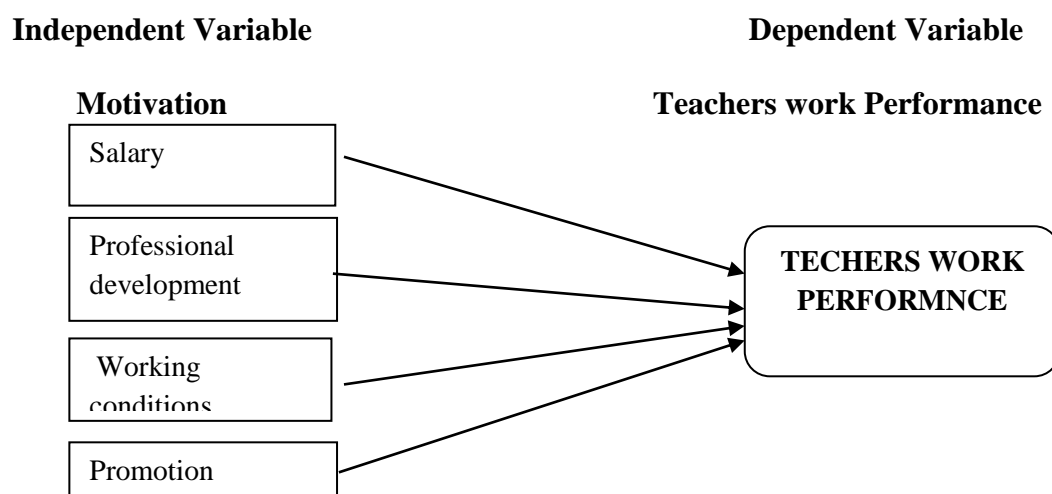 Independent Variable
Dependent Variable
Motivation
Teachers work Performance
Salary
Professional
development
TECHERS WORK
PERFORMNCE
Working
conditions
Promotion